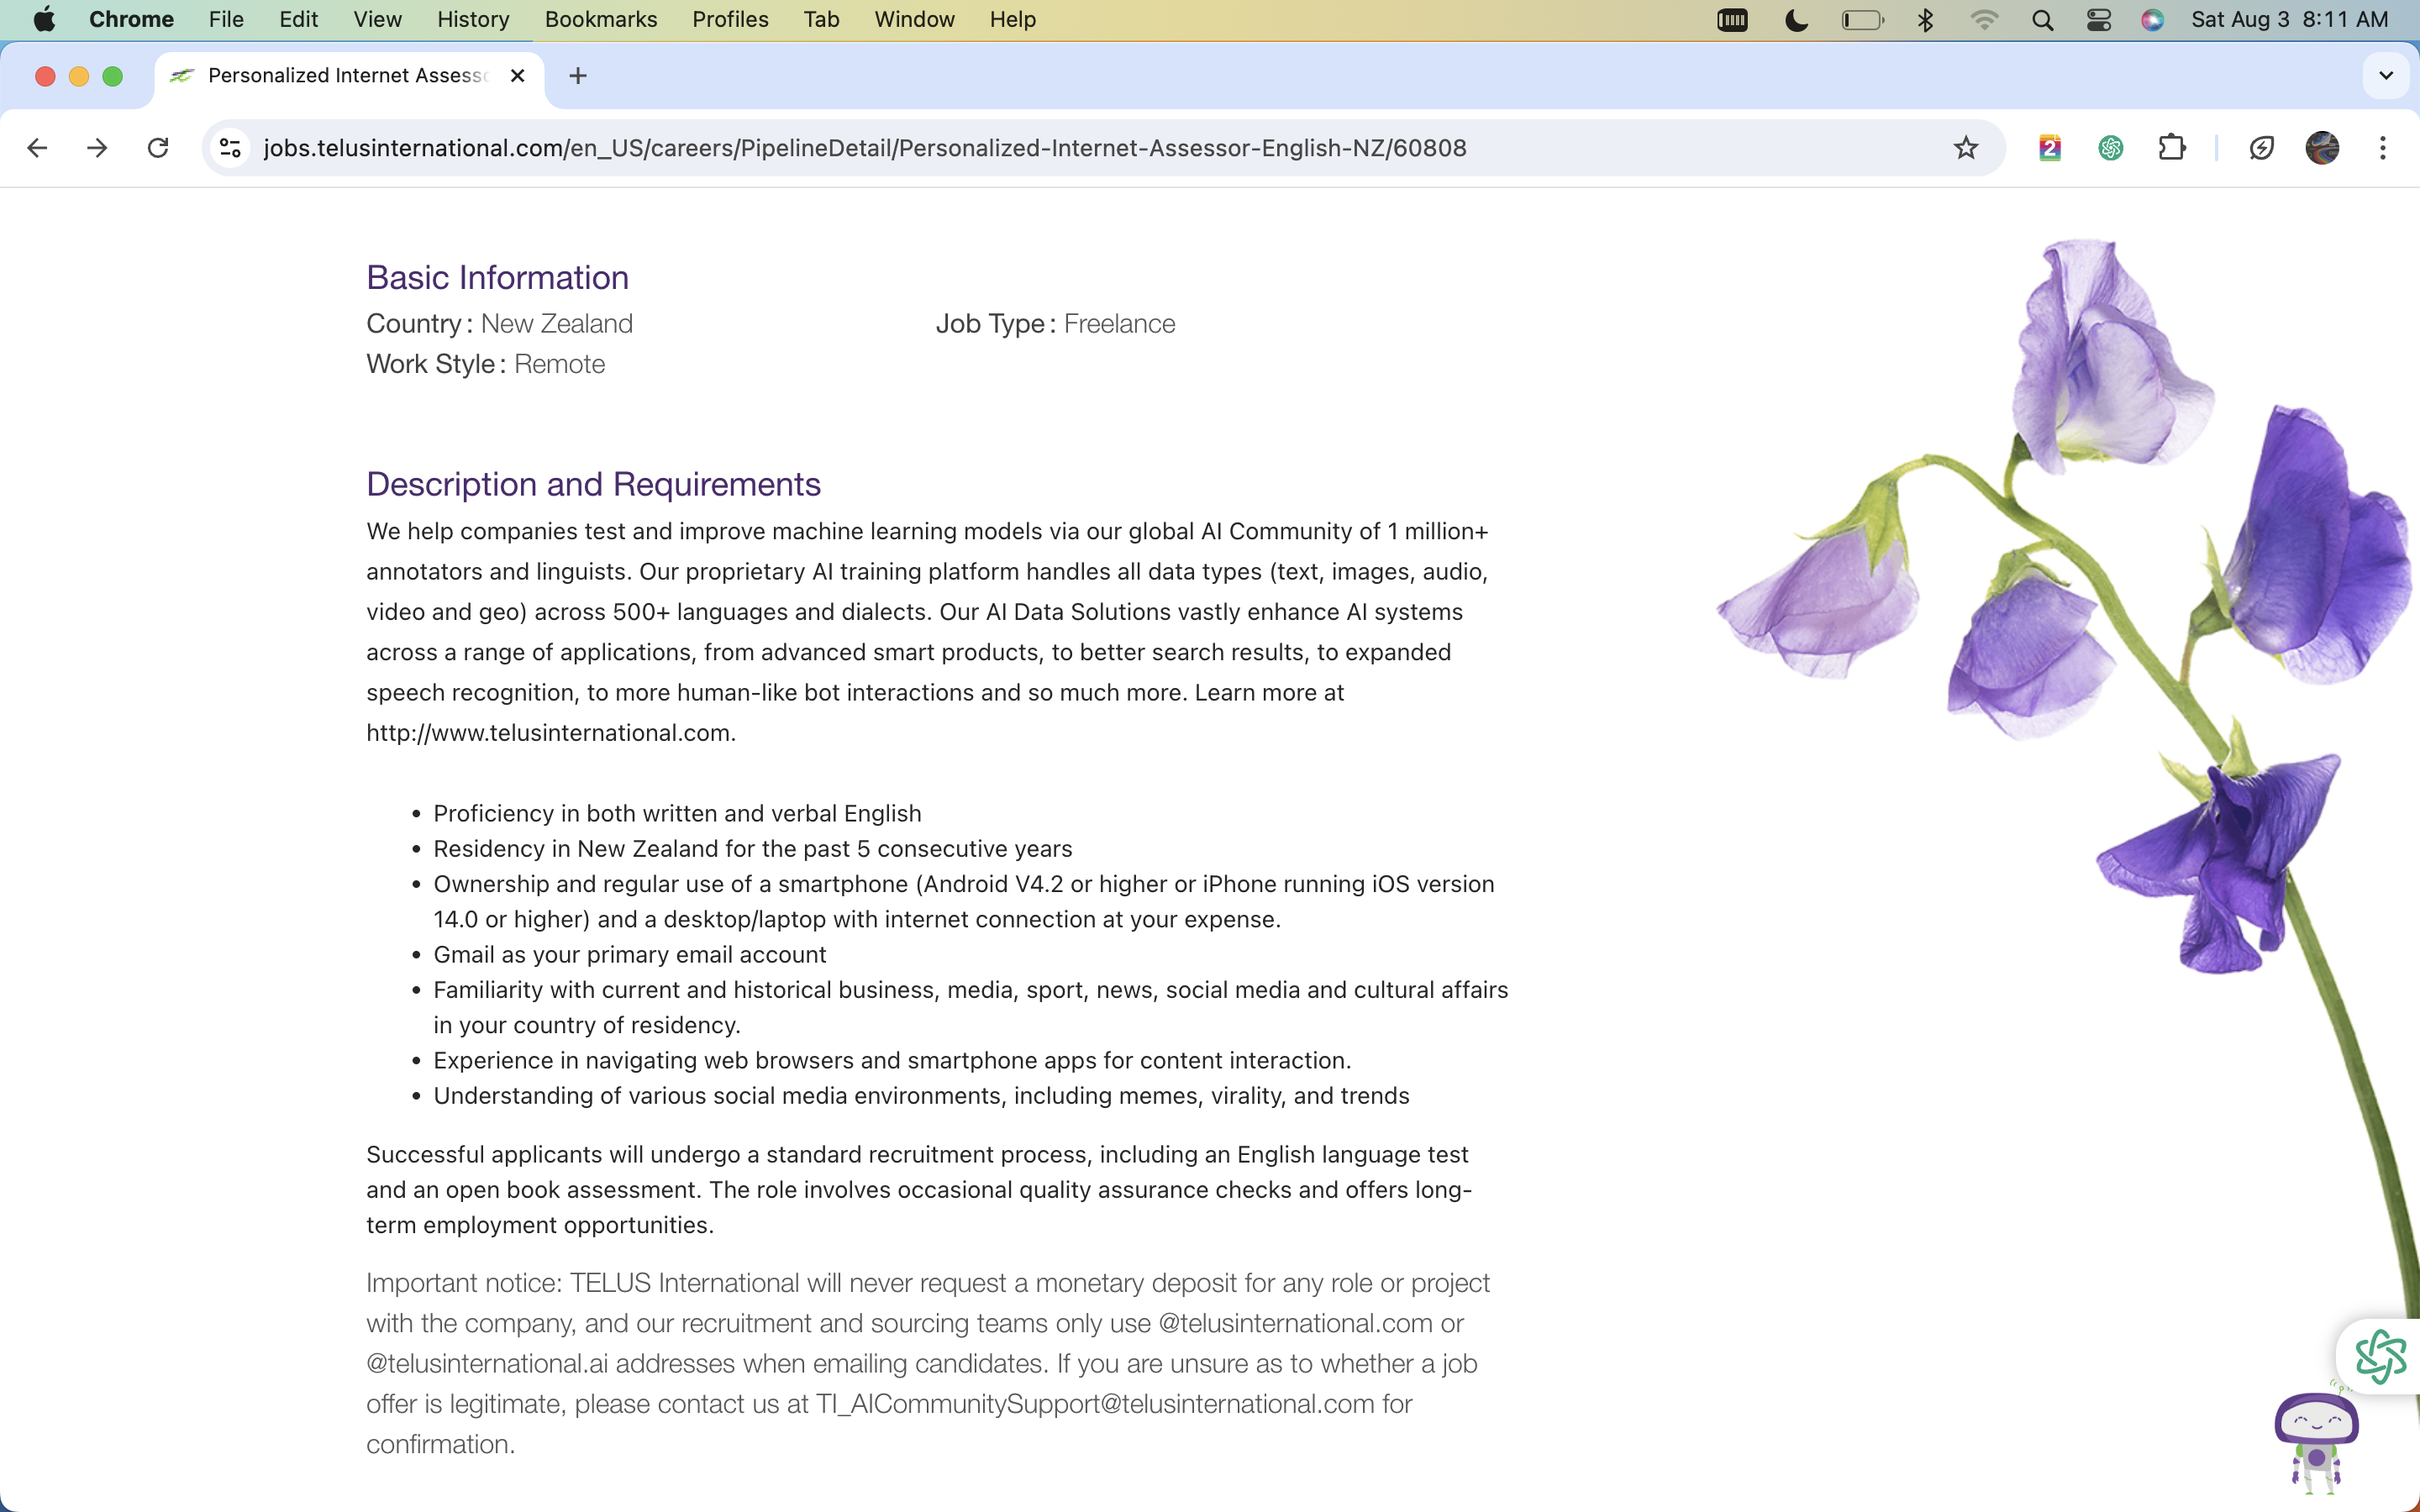 Chrome File Edit View History Bookmarks Profiles Tab Window Help Sat Aug 3 8:11 AM
Personalized Internet Assess
jobs.telusinternational.com/en_US/careers/PipelineDetail/Personalized-Internet-Assessor-English-NZ/60808
2
Basic Information
Country : New Zealand Job Type : Freelance
Work Style : Remote
Description and Requirements
We help companies test and improve machine learning models via our global AI Community of 1 million+
annotators and linguists. Our proprietary AI training platform handles all data types (text, images, audio,
video and geo) across 500+ languages and dialects. Our AI Data Solutions vastly enhance AI systems
across a range of applications, from advanced smart products, to better search results, to expanded
speech recognition, to more human-like bot interactions and so much more. Learn more at
http://www.telusinternational.com.
• Proficiency in both written and verbal English
• Residency in New Zealand for the past 5 consecutive years
• Ownership and regular use of a smartphone (Android V4.2 or higher or iPhone running iOS version
14.0 or higher) and a desktop/laptop with internet connection at your expense.
• Gmail as your primary email account
• Familiarity with current and historical business, media, sport, news, social media and cultural affairs
in your country of residency.
• Experience in navigating web browsers and smartphone apps for content interaction.
• Understanding of various social media environments, including memes, virality, and trends
Successful applicants will undergo a standard recruitment process, including an English language test
and an open book assessment. The role involves occasional quality assurance checks and offers long-
term employment opportunities.
Important notice: TELUS International will never request a monetary deposit for any role or project
with the company, and our recruitment and sourcing teams only use @telusinternational.com or
@telusinternational.ai addresses when emailing candidates. If you are unsure as to whether a job
offer is legitimate, please contact us at TI_AICommunitySupport@telusinternational.com for
confirmation.